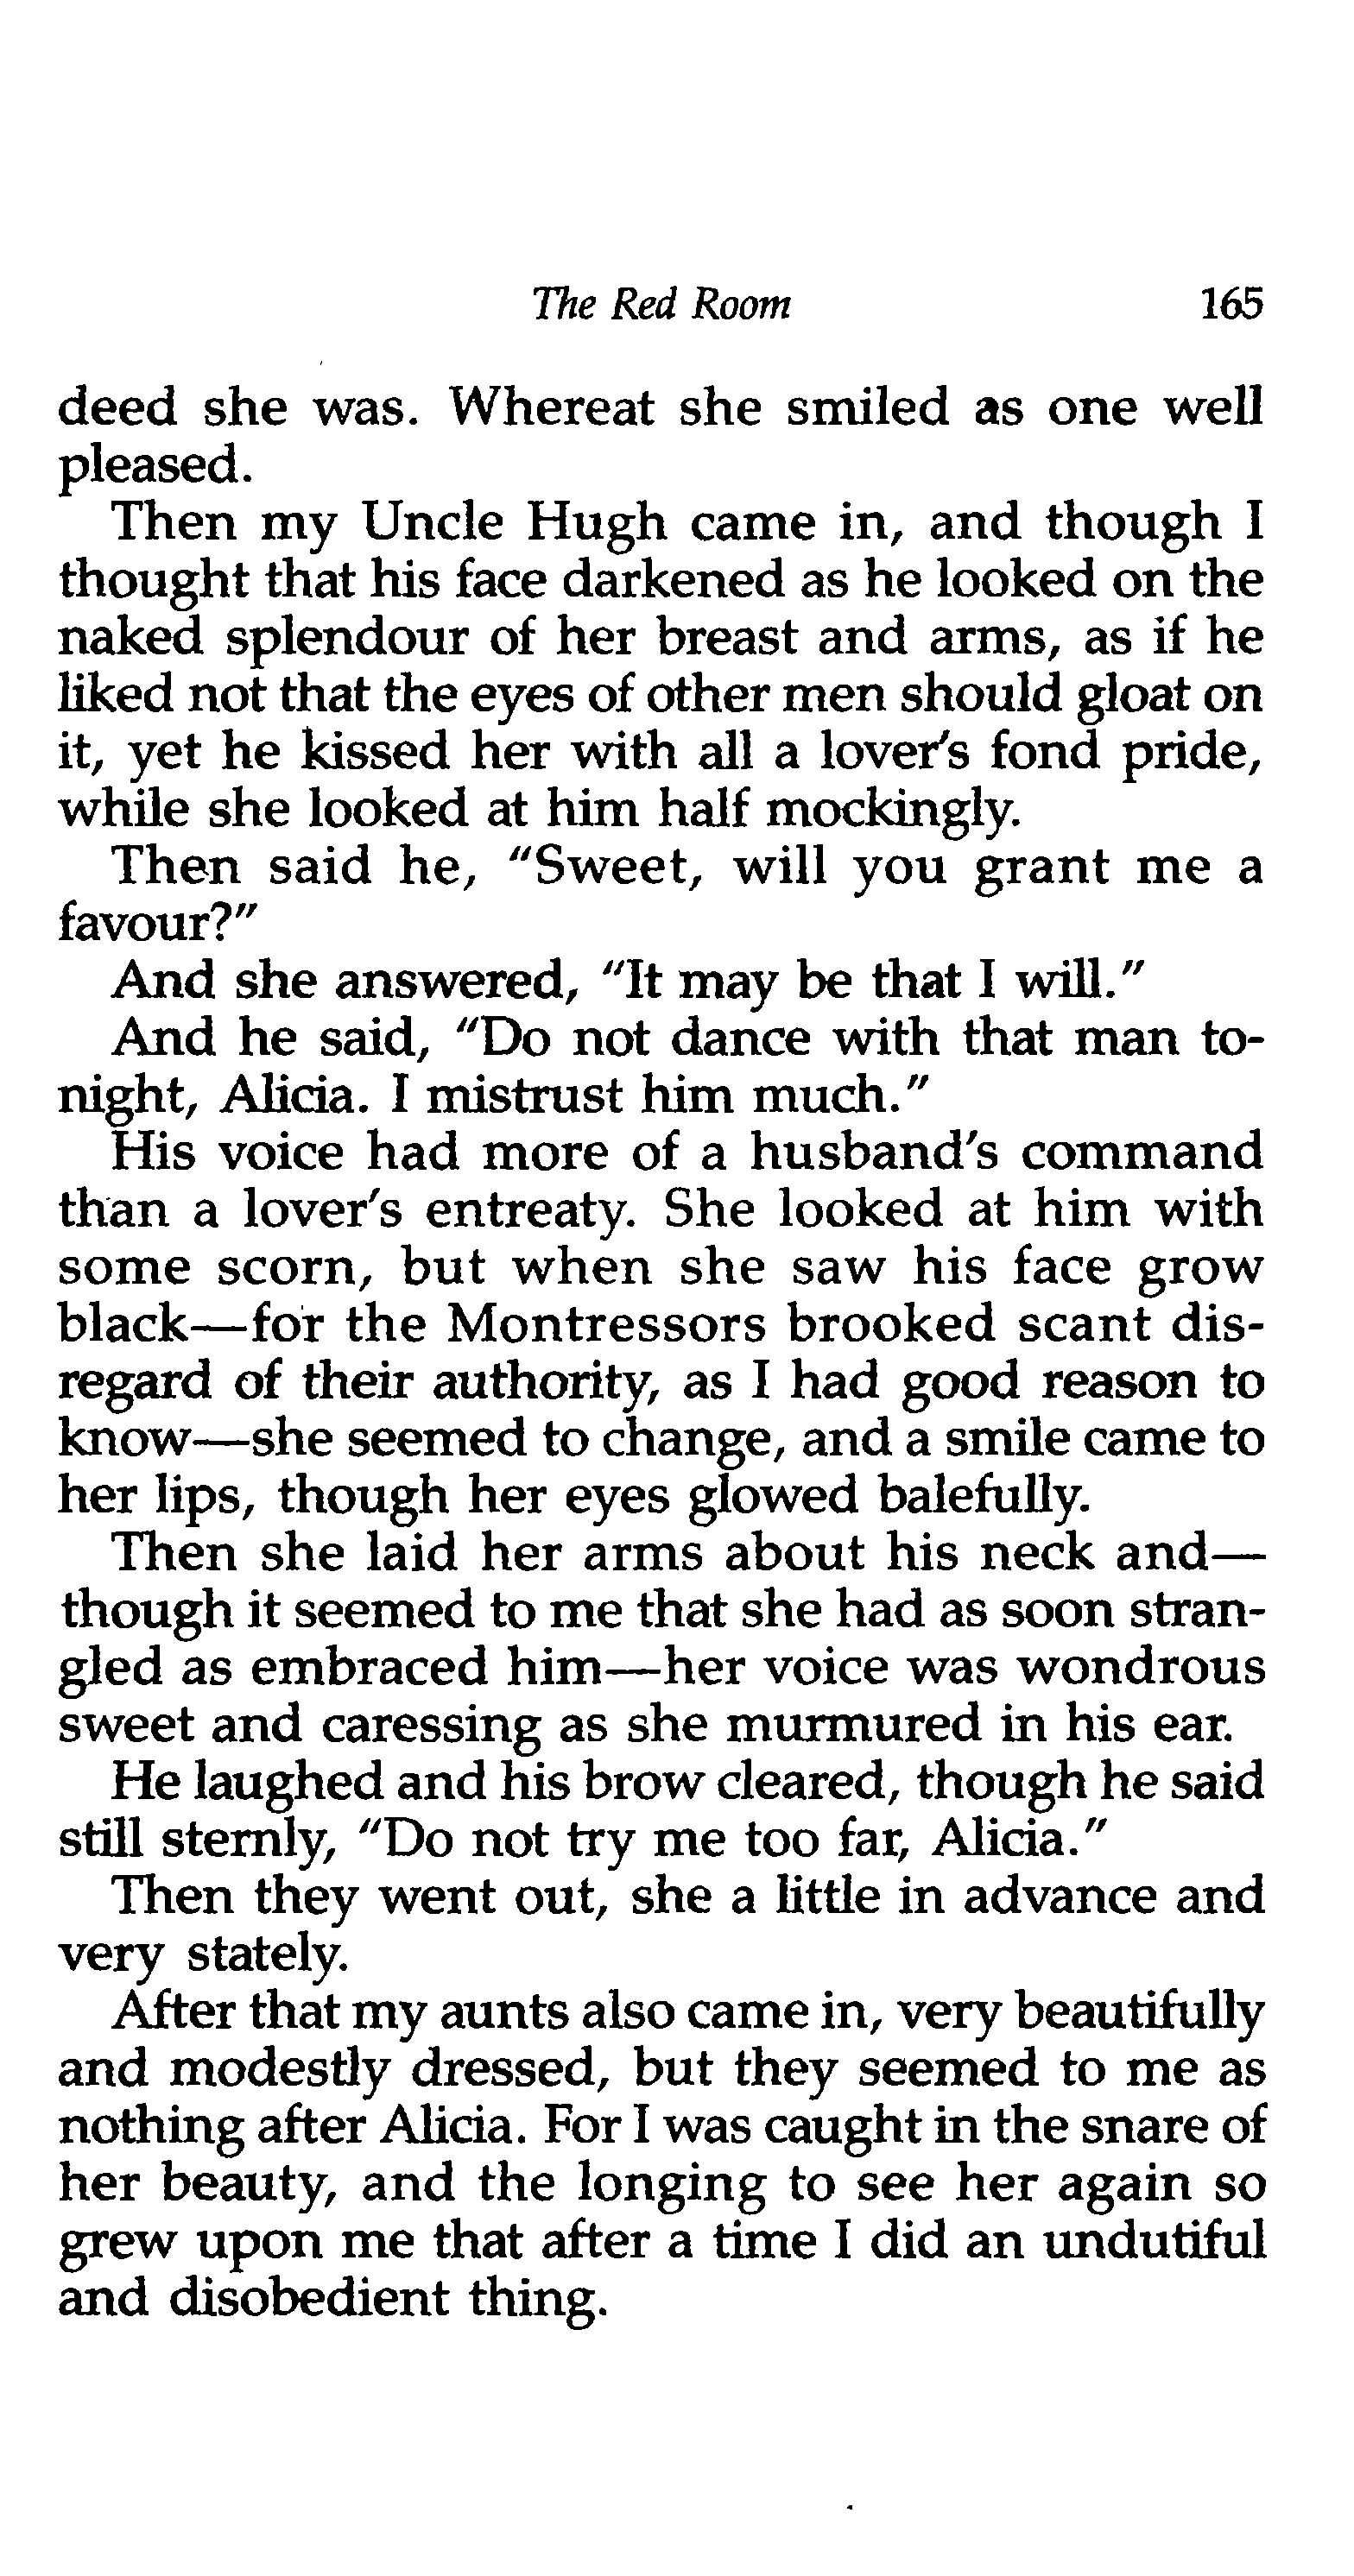 The Red Room 165
deed she was. Whereat she smiled as one well
pleased.
Then my Uncle Hugh came in, and though I
thought that his face darkened as he looked on the
naked splendour of her breast and arms, as if he
liked not that the eyes of other men should gloat on
it, yet he kissed her with all a lover's fond pride,
while she looked at him half mockingly.
Then said he, "Sweet, will you grant me a
favour?"
And she answered, "It may be that I will."
And he said, "Do not dance with that man to-
night, Alicia. I mistrust him much."
His voice had more of a husband's command
than a lover's entreaty. She looked at him with
some scorn, but when she saw his face grow
black—for the Montressors brooked scant dis-
regard of their authority, as I had good reason to
know—she seemed to change, and a smile came to
her lips, though her eyes glowed balefully.
Then she laid her arms about his neck and—
though it seemed to me that she had as soon stran-
gled as embraced him—her voice was wondrous
sweet and caressing as she murmured in his ear.
He laughed and his brow cleared, though he said
still sternly, "Do not try me too far, Alicia."
Then they went out, she a little in advance and
very stately.
After that my aunts also came in, very beautifully
and modestly dressed, but they seemed to me as
nothing after Alicia. For I was caught in the snare of
her beauty, and the longing to see her again so
grew upon me that after a time I did an undutiful
and disobedient thing.